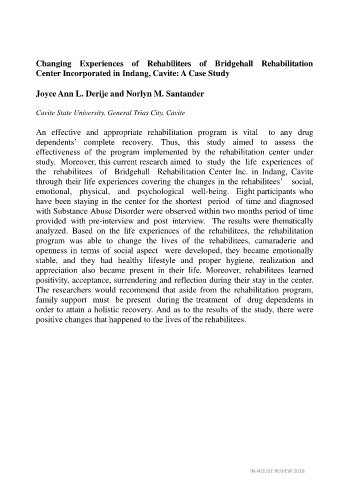 Changing Experiences of Rehabilitees of Bridgehall Rehabilitation
Center Incorporated in Indang, Cavite: A Case Study
Joyce Ann L. Derije and Norlyn M. Santander
Cavite State University, General Trias City, Cavite
An effective and appropriate rehabilitation program is vital to any drug
dependents' complete recovery. Thus, this study aimed to assess the
effectiveness of the program implemented by the rehabilitation center under
study. Moreover, this current research aimed to study the life experiences of
the rehabilitees of Bridgehall Rehabilitation Center Inc. in Indang, Cavite
through their life experiences covering the changes in the rehabilitees' social,
emotional, physical, and psychological well-being. Eight participants who
have been staying in the center for the shortest period of time and diagnosed
with Substance Abuse Disorder were observed within two months period of time
provided with pre-interview and post interview. The results were thematically
analyzed. Based on the life experiences of the rehabilitees, the rehabilitation
program was able to change the lives of the rehabilitees, camaraderie and
openness in terms of social aspect were developed, they became emotionally
stable, and they had healthy lifestyle and proper hygiene, realization and
appreciation also became present in their life. Moreover, rehabilitees learned
positivity, acceptance, surrendering and reflection during their stay in the center.
The researchers would recommend that aside from the rehabilitation program,
family support must be present during the treatment of drug dependents in
order to attain a holistic recovery. And as to the results of the study, there were
positive changes that happened to the lives of the rehabilitees.
IN-HOUSE REVIEW 2018